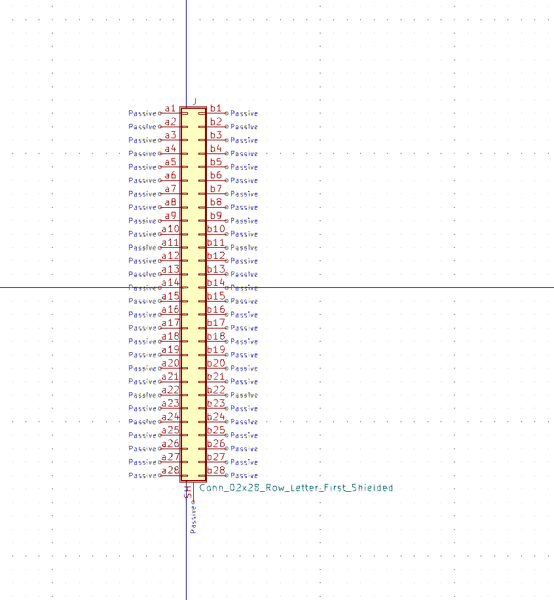 J
Passive a1 b1 Passive
Passive a2 b2 Passive
Passive a3 b3 Passive
Passive a4 b4 Passive
Passive a5 b5 Passive
Passive a6 b6 Passive
Passive a7 b7 Passive
Passive a8 b8 Passive
Passive a9 b9 Passive
Passive a10 b10 Passive
Passive a11 b11 Passive
Passive a12 b12 Passive
Passive a13 b13 Passive
Passive a14 b14 Passive
Passive a15 b15 Passive
Passive a16 b16 Passive
Passive a17 b17 Passive
Passive a18 b18 Passive
Passive a19 b19 Passive
Passive a20 b20 Passive
Passive a21 b21 Passive
Passive a22 b22 Passive
Passive a23 b23 Passive
Passive a24 b24 Passive
Passive a25 b25 Passive
Passive a26 b26 Passive
Passive a27 b27 Passive
Passive a28 b28 Passive
SH Conn_02x28_Row_Letter_First_Shielded
Passive